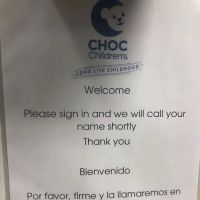 CHOC
Children's.
LONG LIVE CHILDHOOD
Welcome
Please sign in and we will call your
name shortly
Thank you
Bienvenido
Por favor, firme y la llamaremos en